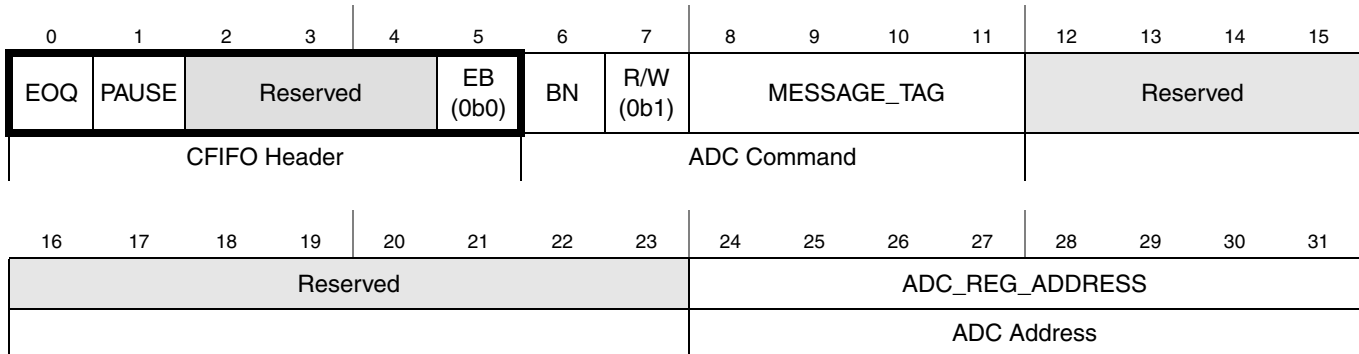 0 1 2 3 4 5 6 7 8 9 10 11 12 13 14 15
EOQ PAUSE Reserved EB (0b0) BN R/W (0b1) MESSAGE_TAG Reserved
CFIFO Header ADC Command
16 17 18 19 20 21 22 23 24 25 26 27 28 29 30 31
Reserved ADC_REG_ADDRESS
ADC Address